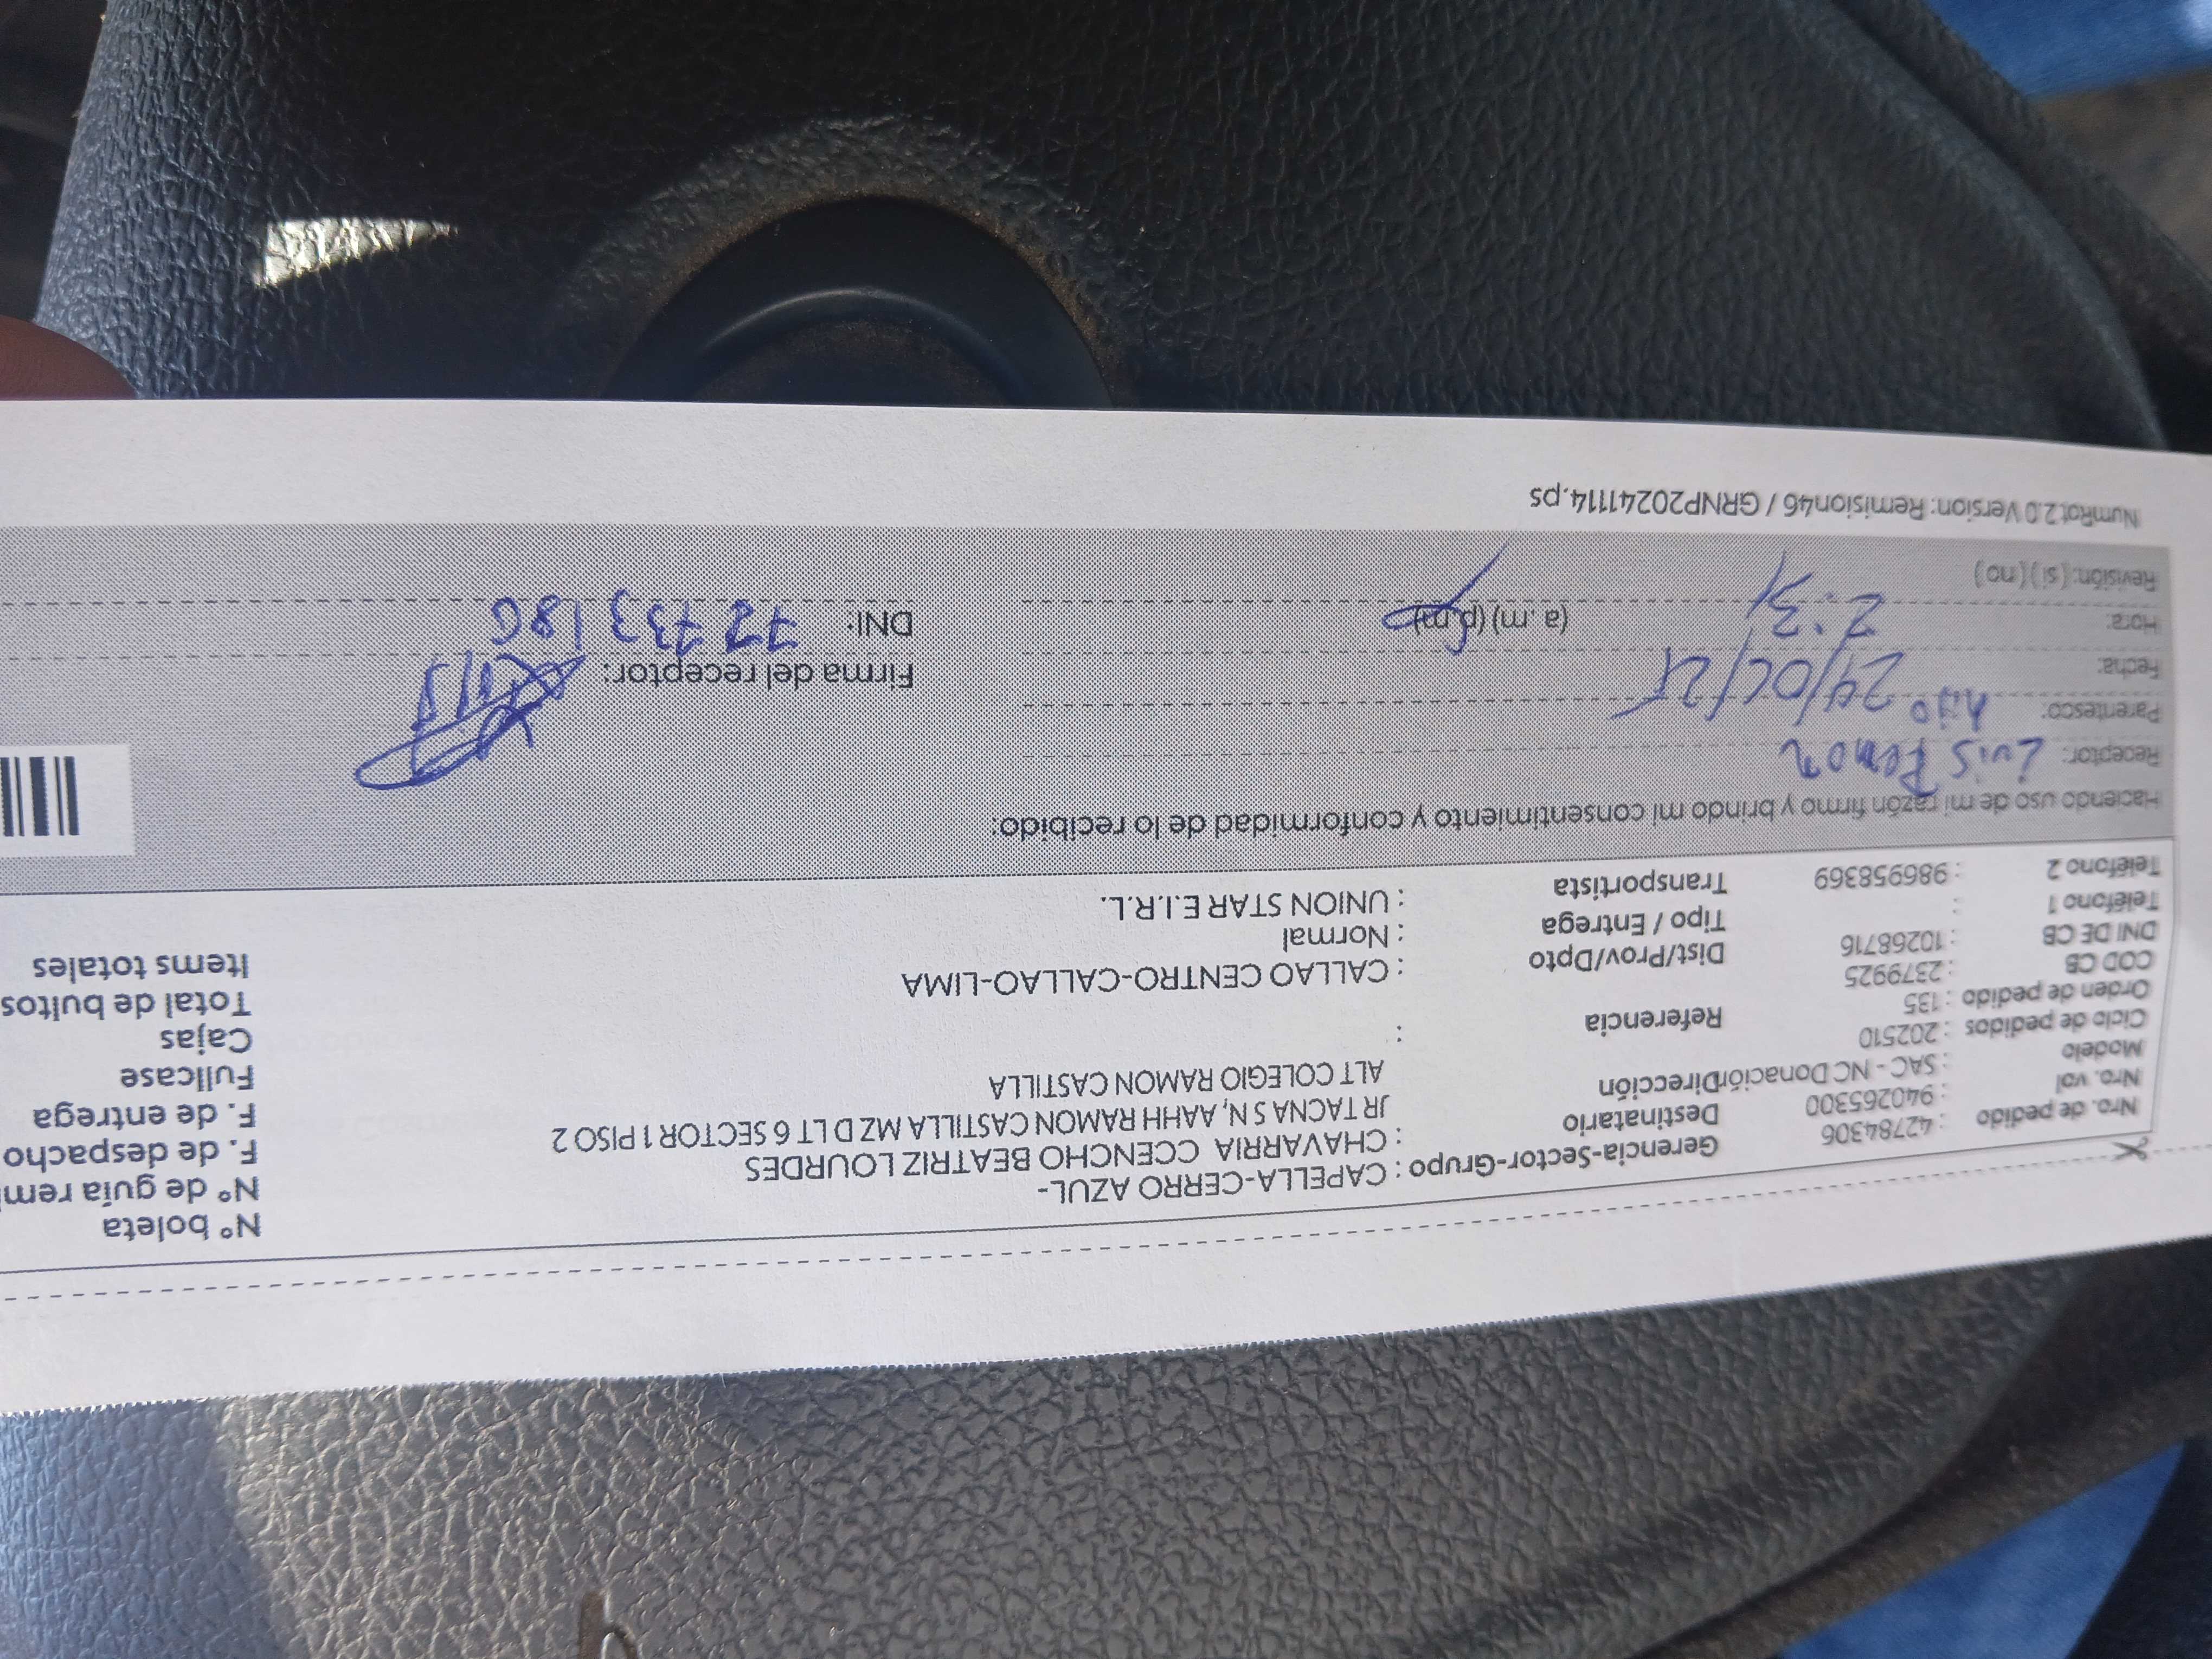 N° boleta
Gerencia-Sector-Grupo : CAPELLA-CERRO AZUL-
N° de guía remi
Nro. de pedido : 42784306
Destinatario : CHAVARRIA CCENCHO BEATRIZ LOURDES
F. de despacho
Nro. vol : 940265300
Dirección JR TACNA S N, AAHH RAMON CASTILLA MZ D LT 6 SECTOR 1 PISO 2
F. de entrega
Modelo : SAC - NC Donación
ALT COLEGIO RAMON CASTILLA
Fullcase
Ciclo de pedidos : 202510
Referencia :
Cajas
Orden de pedido : 135
Total de bultos
COD CB : 2379925
Dist/Prov/Dpto : CALLAO CENTRO-CALLAO-LIMA
Items totales
DNI DE CB : 10268716
Tipo / Entrega : Normal
Teléfono 1 :
Transportista : UNION STAR E.I.R.L.
Teléfono 2 : 986958369
Haciendo uso de mi razón firmo y brindo mi consentimiento y conformidad de lo recibido:
Receptor: Luis Remon
Parentesco: hijo
Firma del receptor:
Fecha: 24/06/25
Hora: 2:31 (a. m) (p.m)
DNI: 72733186
Revisión: (si) (no)
NumRot2.0 Version: Remision46 / GRNP20241114.ps